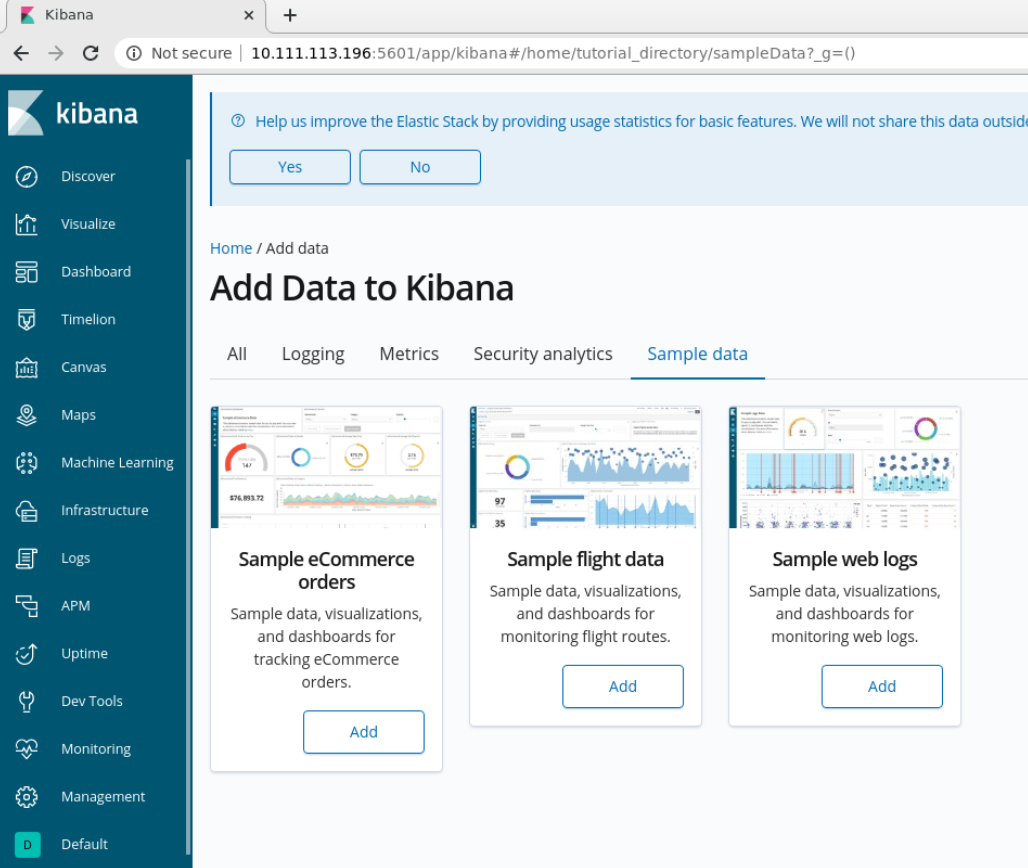 Kibana
Not secure
10.111.113.196:5601/app/kibana#/home/tutorial_directory/sampleData?_g=()
kibana
Discover
Visualize
Dashboard
Timelion
Canvas
Maps
Machine Learning
Infrastructure
Logs
APM
Uptime
Dev Tools
Monitoring
Management
D
Default
Help us improve the Elastic Stack by providing usage statistics for basic features. We will not share this data outside
Yes
No
Home / Add data
Add Data to Kibana
All
Logging
Metrics
Security analytics
Sample data
$76,893.72
Sample eCommerce
orders
Sample data, visualizations,
and dashboards for
tracking eCommerce
orders.
Add
97
35
Sample flight data
Sample data, visualizations,
and dashboards for
monitoring flight routes.
Add
Sample web logs
Sample data, visualizations,
and dashboards for
monitoring web logs.
Add